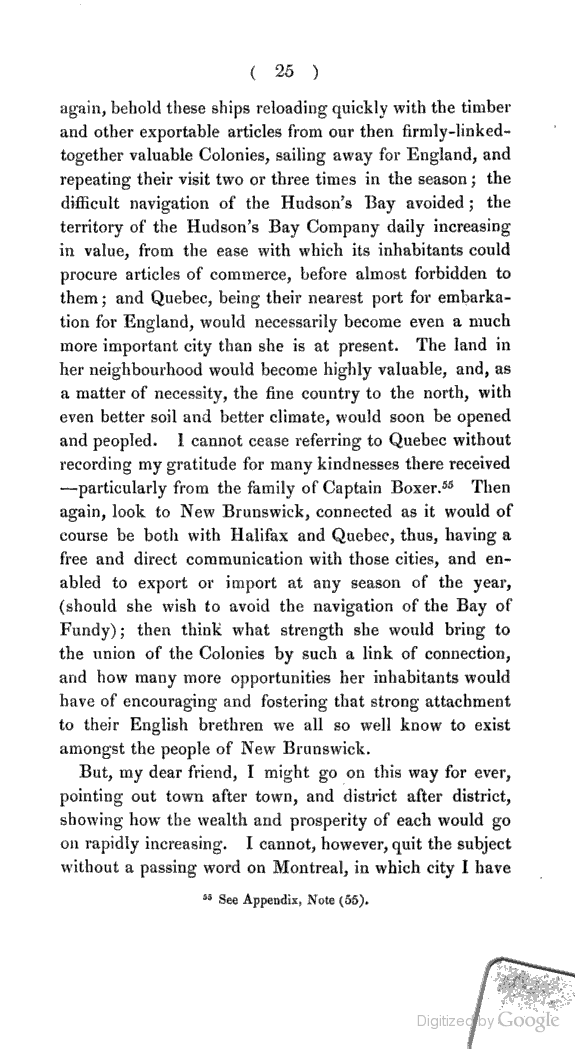 ( 25 )
again, behold these ships reloading quickly with the timber
and other exportable articles from our then firmly-linked-
together valuable Colonies, sailing away for England, and
repeating their visit two or three times in the season; the
difficult navigation of the Hudson's Bay avoided; the
territory of the Hudson's Bay Company daily increasing
in value, from the ease with which its inhabitants could
procure articles of commerce, before almost forbidden to
them; and Quebec, being their nearest port for embarka-
tion for England, would necessarily become even a much
more important city than she is at present. The land in
her neighbourhood would become highly valuable, and, as
a matter of necessity, the fine country to the north, with
even better soil and better climate, would soon be opened
and peopled. I cannot cease referring to Quebec without
recording my gratitude for many kindnesses there received
—particularly from the family of Captain Boxer.⁵⁵ Then
again, look to New Brunswick, connected as it would of
course be both with Halifax and Quebec, thus, having a
free and direct communication with those cities, and en-
abled to export or import at any season of the year,
(should she wish to avoid the navigation of the Bay of
Fundy); then think what strength she would bring to
the union of the Colonies by such a link of connection,
and how many more opportunities her inhabitants would
have of encouraging and fostering that strong attachment
to their English brethren we all so well know to exist
amongst the people of New Brunswick.
But, my dear friend, I might go on this way for ever,
pointing out town after town, and district after district,
showing how the wealth and prosperity of each would go
on rapidly increasing. I cannot, however, quit the subject
without a passing word on Montreal, in which city I have
⁵⁵ See Appendix, Note (55).
Digitized by Google